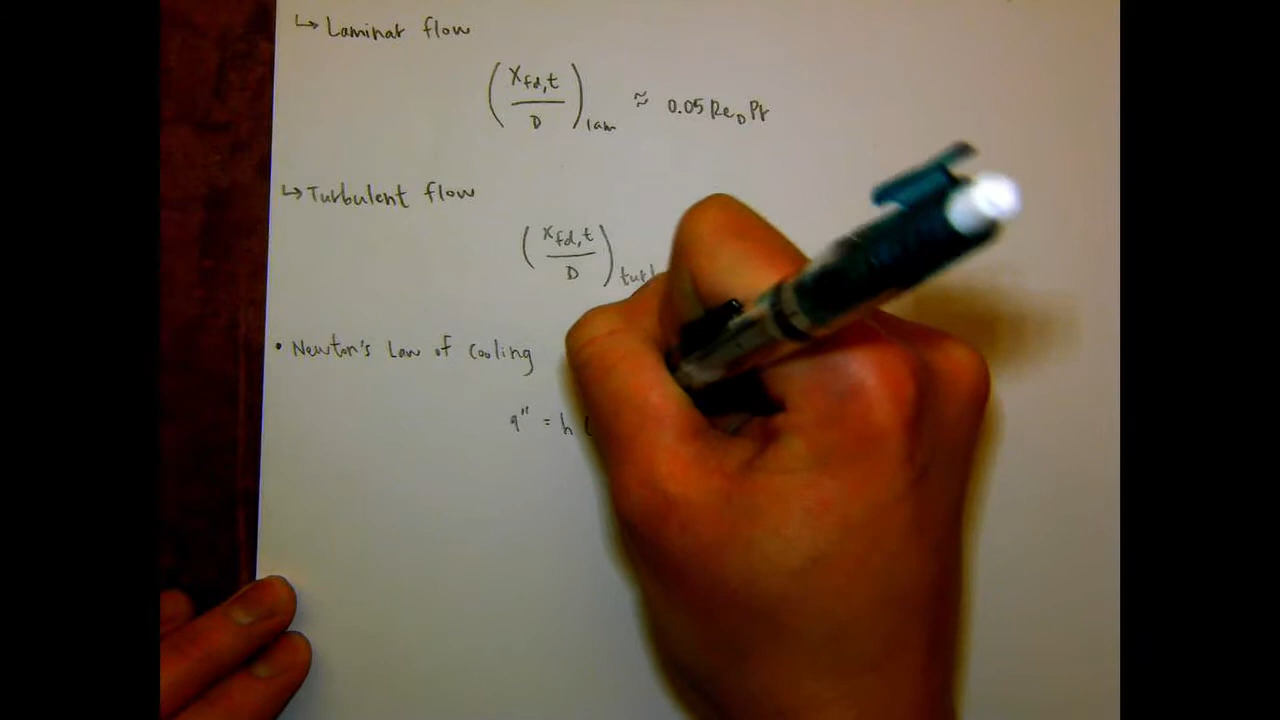 ↳ Laminar flow
(x_fd,t / D)_lam ≈ 0.05 Re_D Pr
↳ Turbulent flow
(x_fd,t / D)_turb
• Newton's Law of Cooling
q" = h (